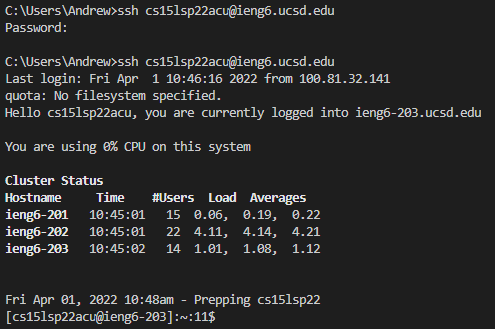 C:\Users\Andrew>ssh cs15lsp22acu@ieng6.ucsd.edu
Password:
C:\Users\Andrew>ssh cs15lsp22acu@ieng6.ucsd.edu
Last login: Fri Apr  1 10:46:16 2022 from 100.81.32.141
quota: No filesystem specified.
Hello cs15lsp22acu, you are currently logged into ieng6-203.ucsd.edu
You are using 0% CPU on this system
Cluster Status
Hostname     Time    #Users  Load  Averages
ieng6-201   10:45:01   15  0.06,  0.19,  0.22
ieng6-202   10:45:01   22  4.11,  4.14,  4.21
ieng6-203   10:45:02   14  1.01,  1.08,  1.12
Fri Apr 01, 2022 10:48am - Prepping cs15lsp22
[cs15lsp22acu@ieng6-203]:~:11$